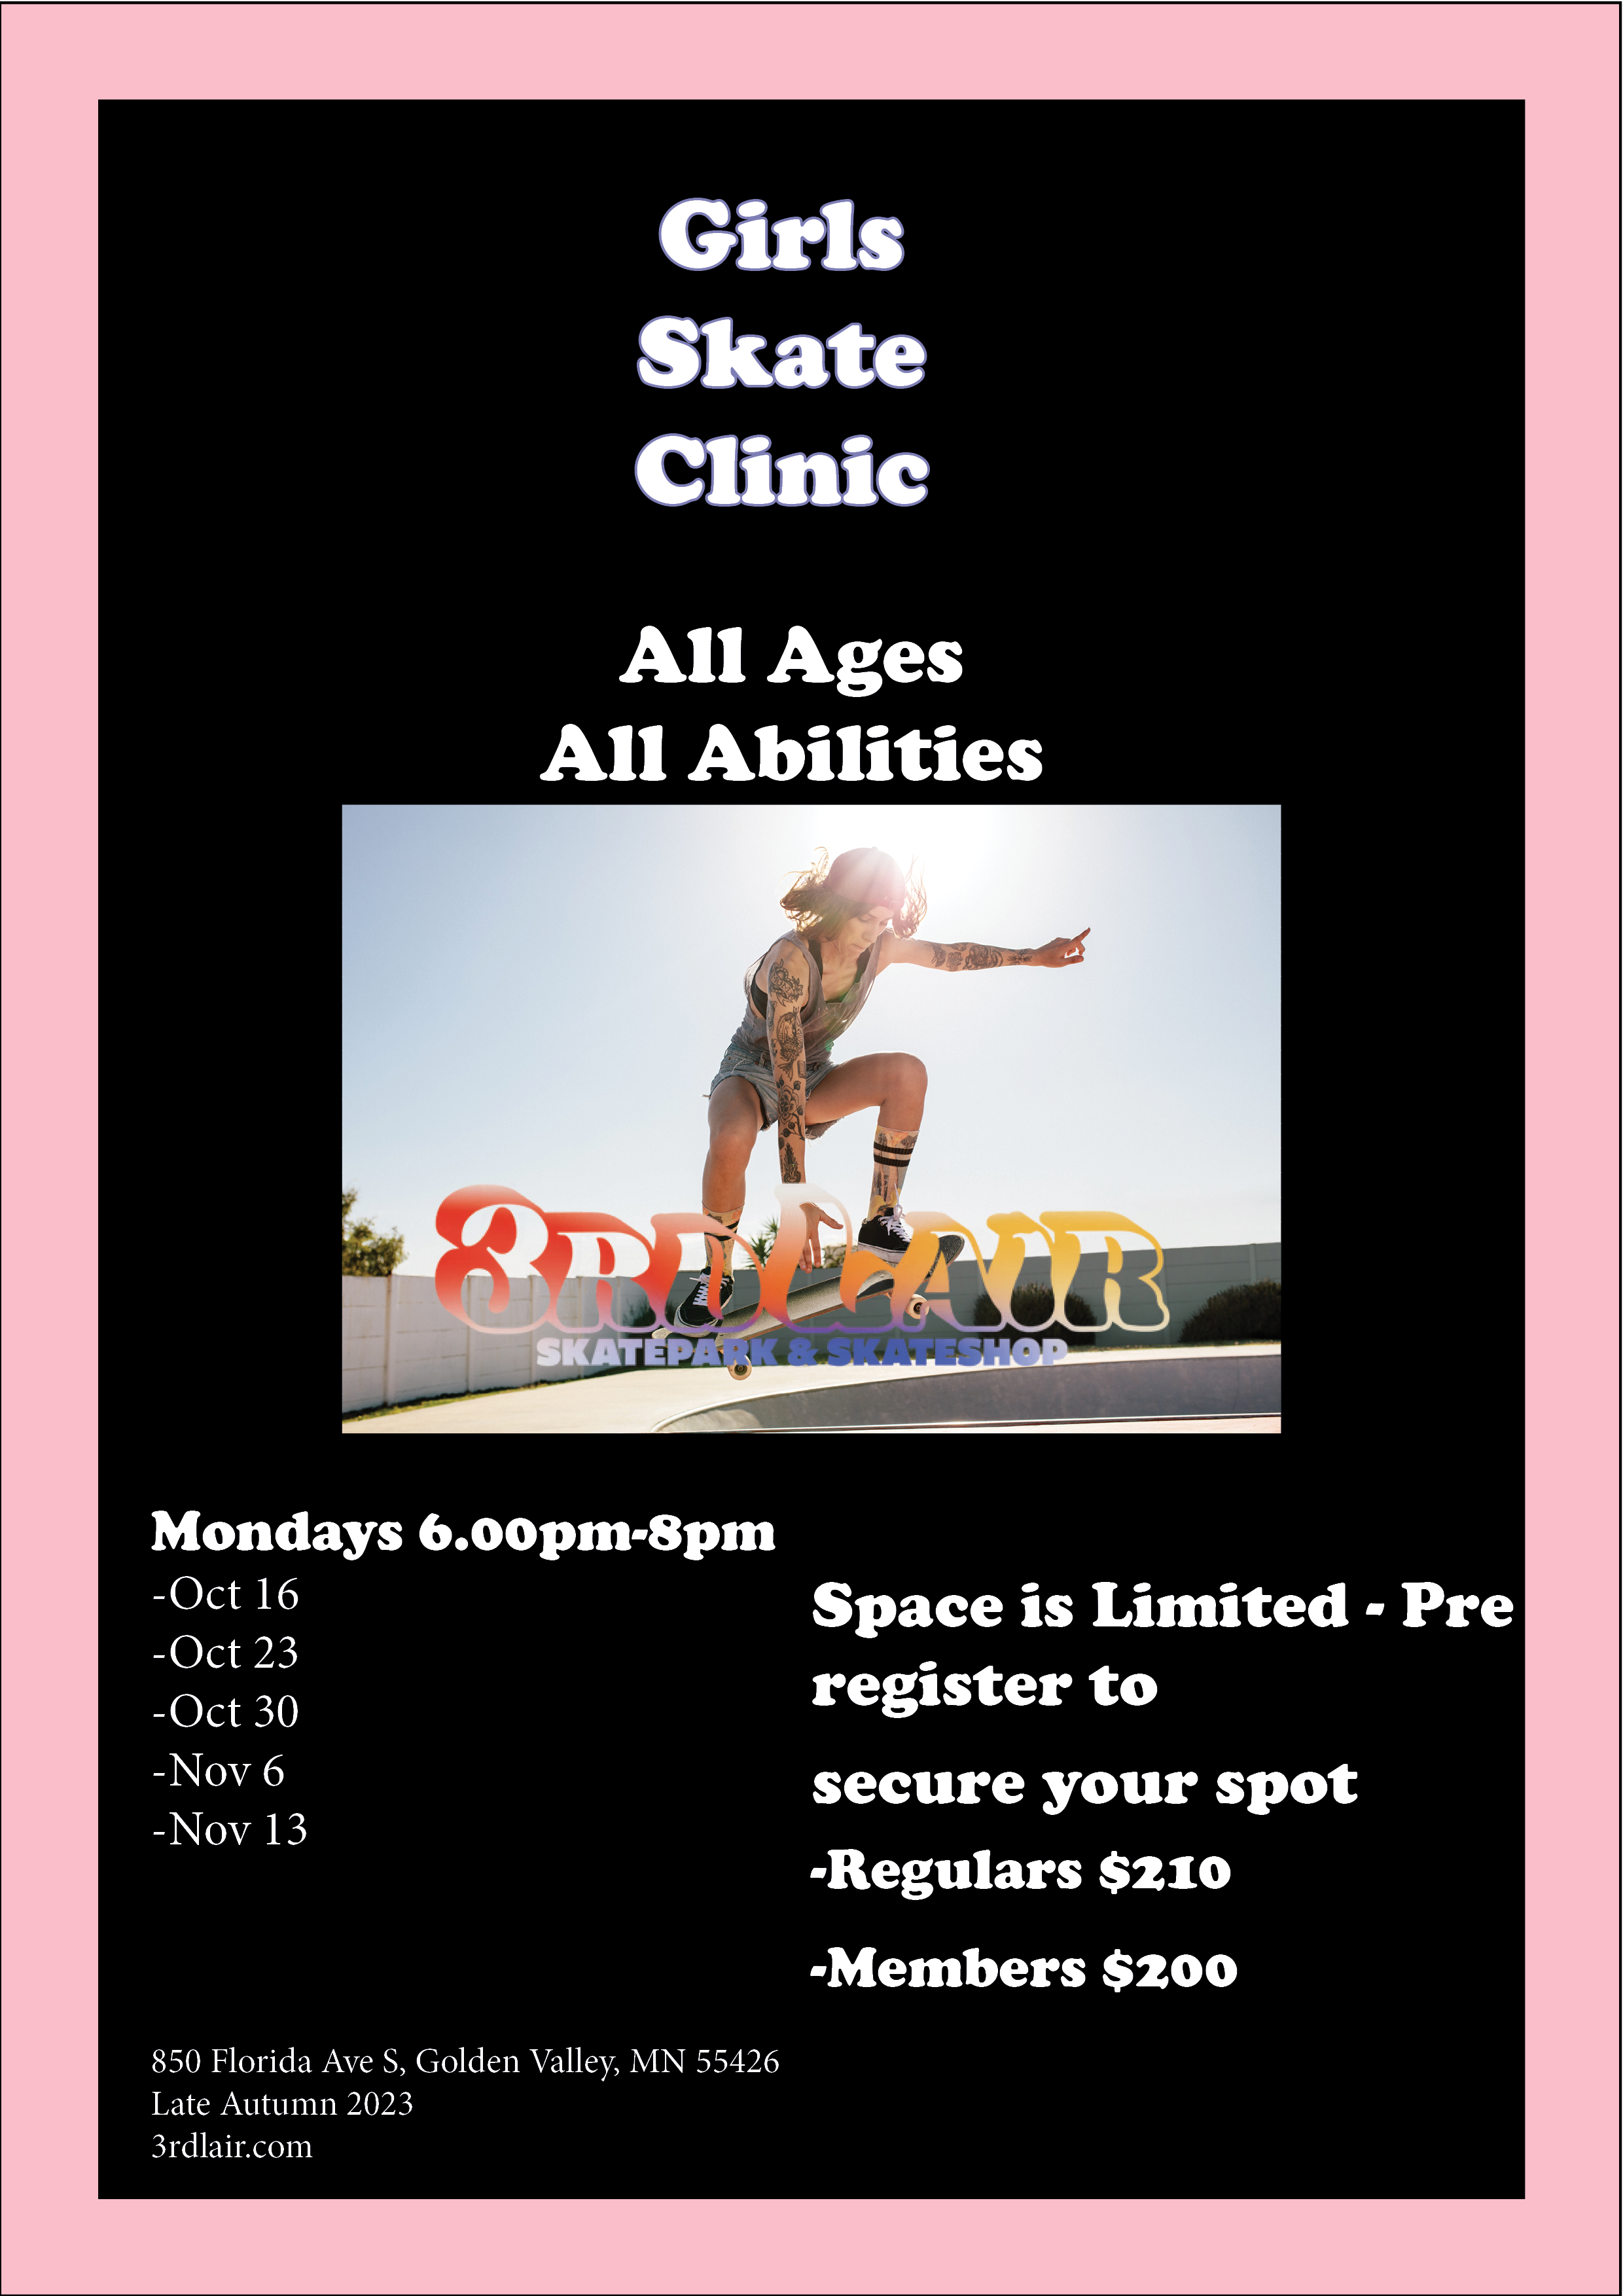 Girls
Skate
Clinic
All Ages
All Abilities
3RD LAIR
SKATEPARK & SKATESHOP
Mondays 6.00pm-8pm
-Oct 16
-Oct 23
-Oct 30
-Nov 6
-Nov 13
Space is Limited - Pre
register to
secure your spot
-Regulars $210
-Members $200
850 Florida Ave S, Golden Valley, MN 55426
Late Autumn 2023
3rdlair.com